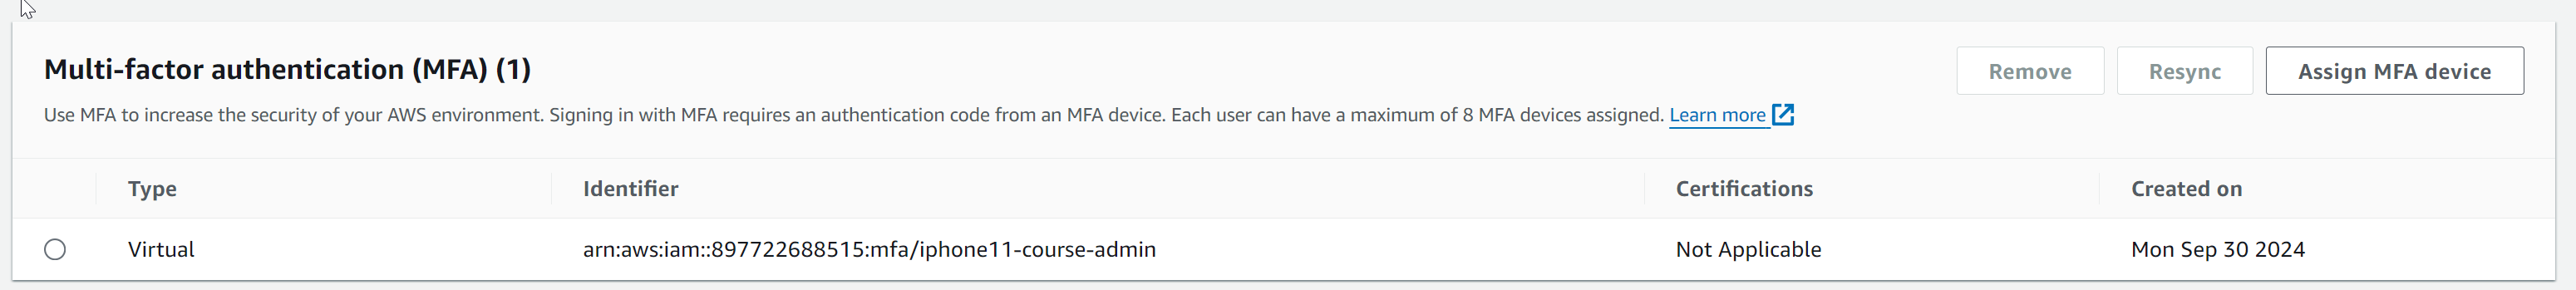 Multi-factor authentication (MFA) (1)
Remove
Resync
Assign MFA device
Use MFA to increase the security of your AWS environment. Signing in with MFA requires an authentication code from an MFA device. Each user can have a maximum of 8 MFA devices assigned. Learn more
Type Identifier Certifications Created on
Virtual arn:aws:iam::897722688515:mfa/iphone11-course-admin Not Applicable Mon Sep 30 2024